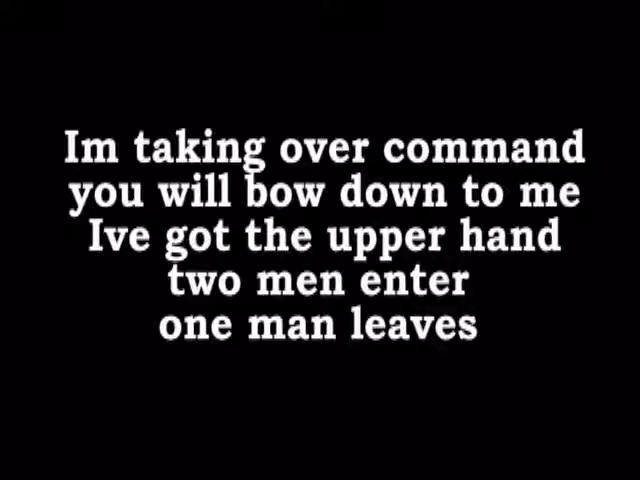 Im taking over command
you will bow down to me
Ive got the upper hand
two men enter
one man leaves